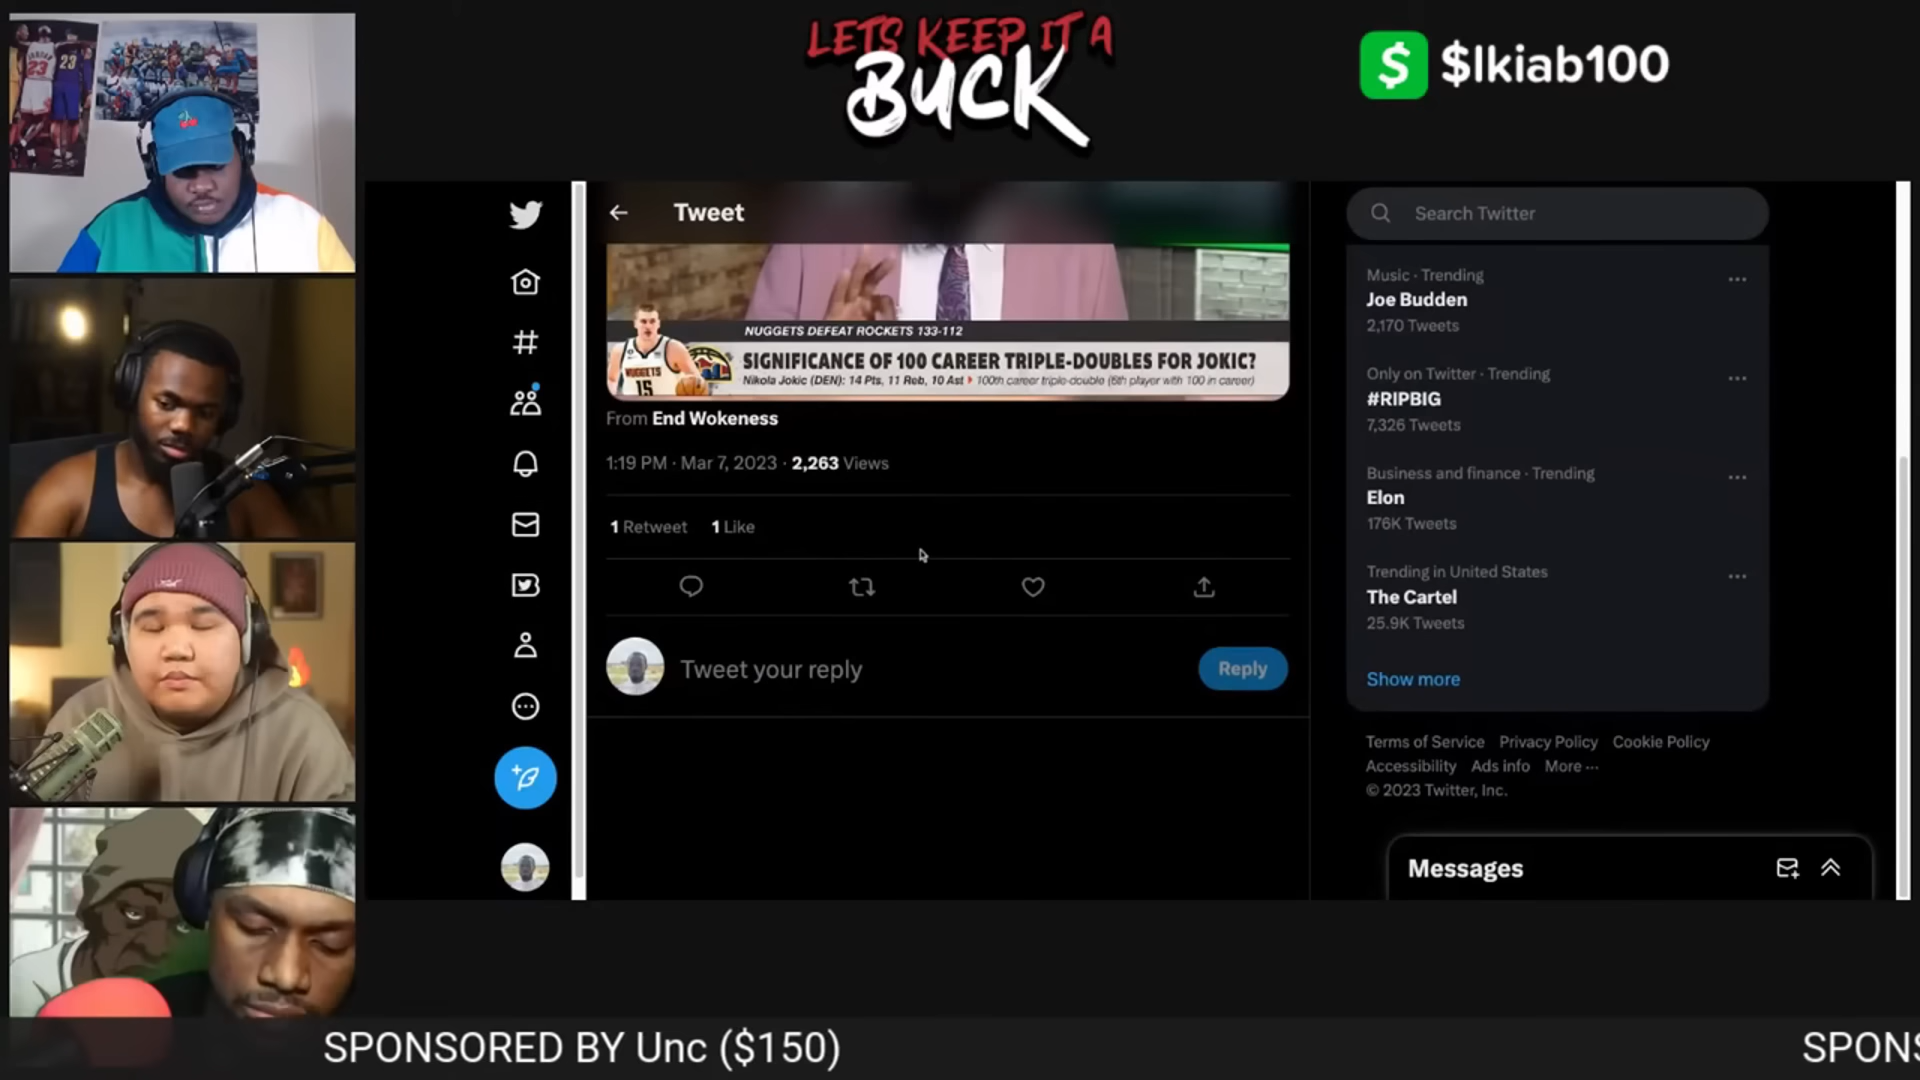 LETS KEEP IT A
BUCK
$ $lkiab100
23
23
Tweet
NUGGETS DEFEAT ROCKETS 133-112
SIGNIFICANCE OF 100 CAREER TRIPLE-DOUBLES FOR JOKIC?
Nikola Jokic (DEN): 14 Pts, 11 Reb, 10 Ast 100th career triple-double (6th player with 100 in career)
NUGGETS
15
From End Wokeness
1:19 PM · Mar 7, 2023 · 2,263 Views
1 Retweet 1 Like
Tweet your reply
Reply
Search Twitter
Music · Trending
Joe Budden
2,170 Tweets
Only on Twitter · Trending
#RIPBIG
7,326 Tweets
Business and finance · Trending
Elon
176K Tweets
Trending in United States
The Cartel
25.9K Tweets
Show more
Terms of Service Privacy Policy Cookie Policy
Accessibility Ads info More ···
© 2023 Twitter, Inc.
Messages
SPONSORED BY Unc ($150)
SPONS